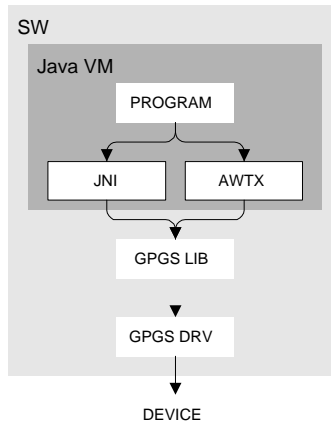 SW
Java VM
PROGRAM
JNI
AWTX
GPGS LIB
GPGS DRV
DEVICE